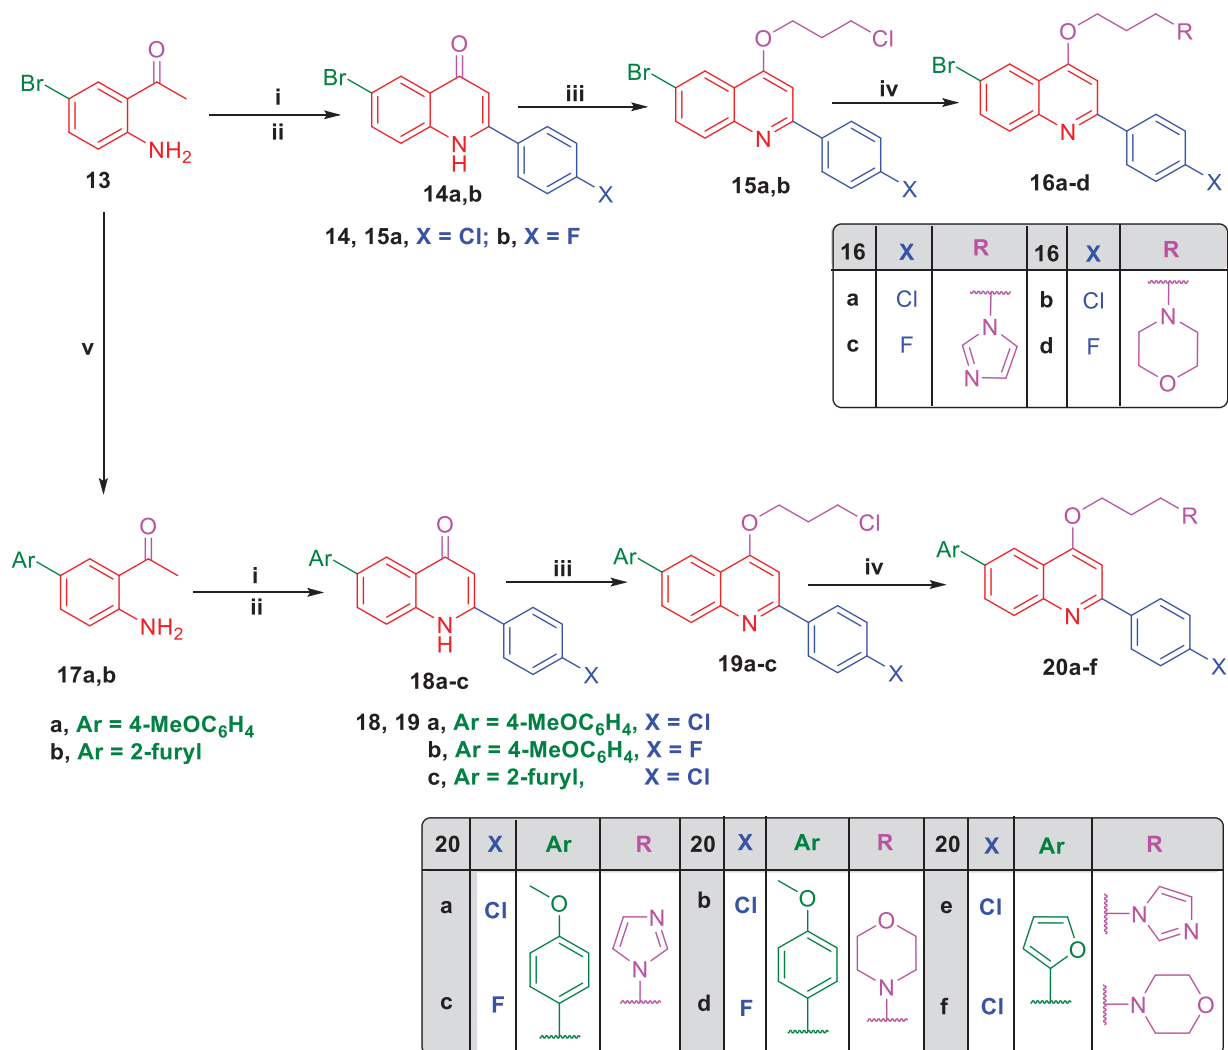 O
Br
NH2
13
i
ii
O
Br
N
H
X
14a,b
iii
O
Cl
Br
N
X
15a,b
iv
O
R
Br
N
X
16a-d
14, 15a, X = Cl; b, X = F
16 X R 16 X R
a Cl b Cl
c F d F
N
N
N
O
v
O
Ar
NH2
17a,b
a, Ar = 4-MeOC6H4
b, Ar = 2-furyl
i
ii
O
Ar
N
H
X
18a-c
iii
O
Cl
Ar
N
X
19a-c
iv
O
R
Ar
N
X
20a-f
18, 19 a, Ar = 4-MeOC6H4, X = Cl
b, Ar = 4-MeOC6H4, X = F
c, Ar = 2-furyl, X = Cl
20 X Ar R 20 X Ar R 20 X Ar R
a Cl O N N b Cl O O N e Cl O N N
c F d F f Cl N O